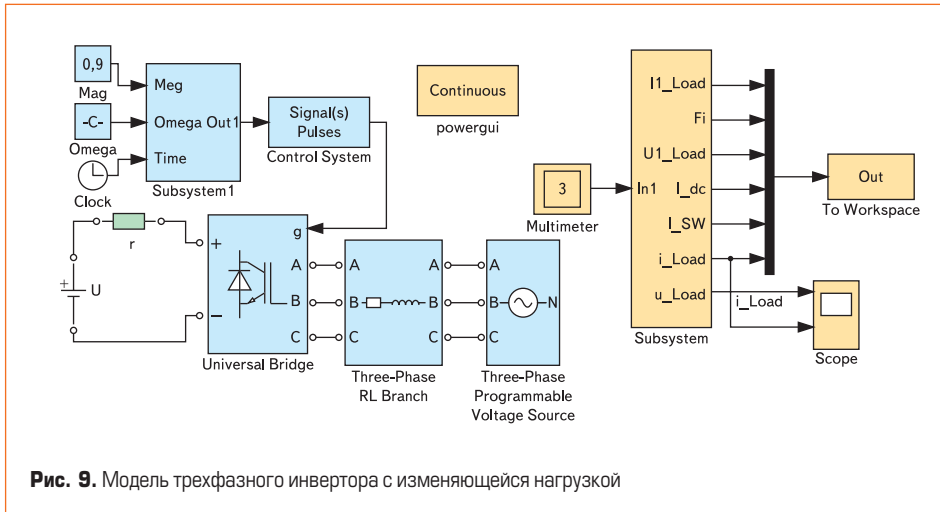 0,9
Mag
-C-
Omega
Clock
Meg
Omega Out1
Time
Subsystem1
Signal(s)
Pulses
Control System
Continuous
powergui
r
U
+
−
g
A
B
C
Universal Bridge
A
B
C
A
B
C
Three-Phase
RL Branch
A
B
C
N
Three-Phase
Programmable
Voltage Source
3
Multimeter
In1
I1_Load
Fi
U1_Load
I_dc
I_SW
i_Load
u_Load
Subsystem
i_Load
Out
To Workspace
Scope
Рис. 9. Модель трехфазного инвертора с изменяющейся нагрузкой